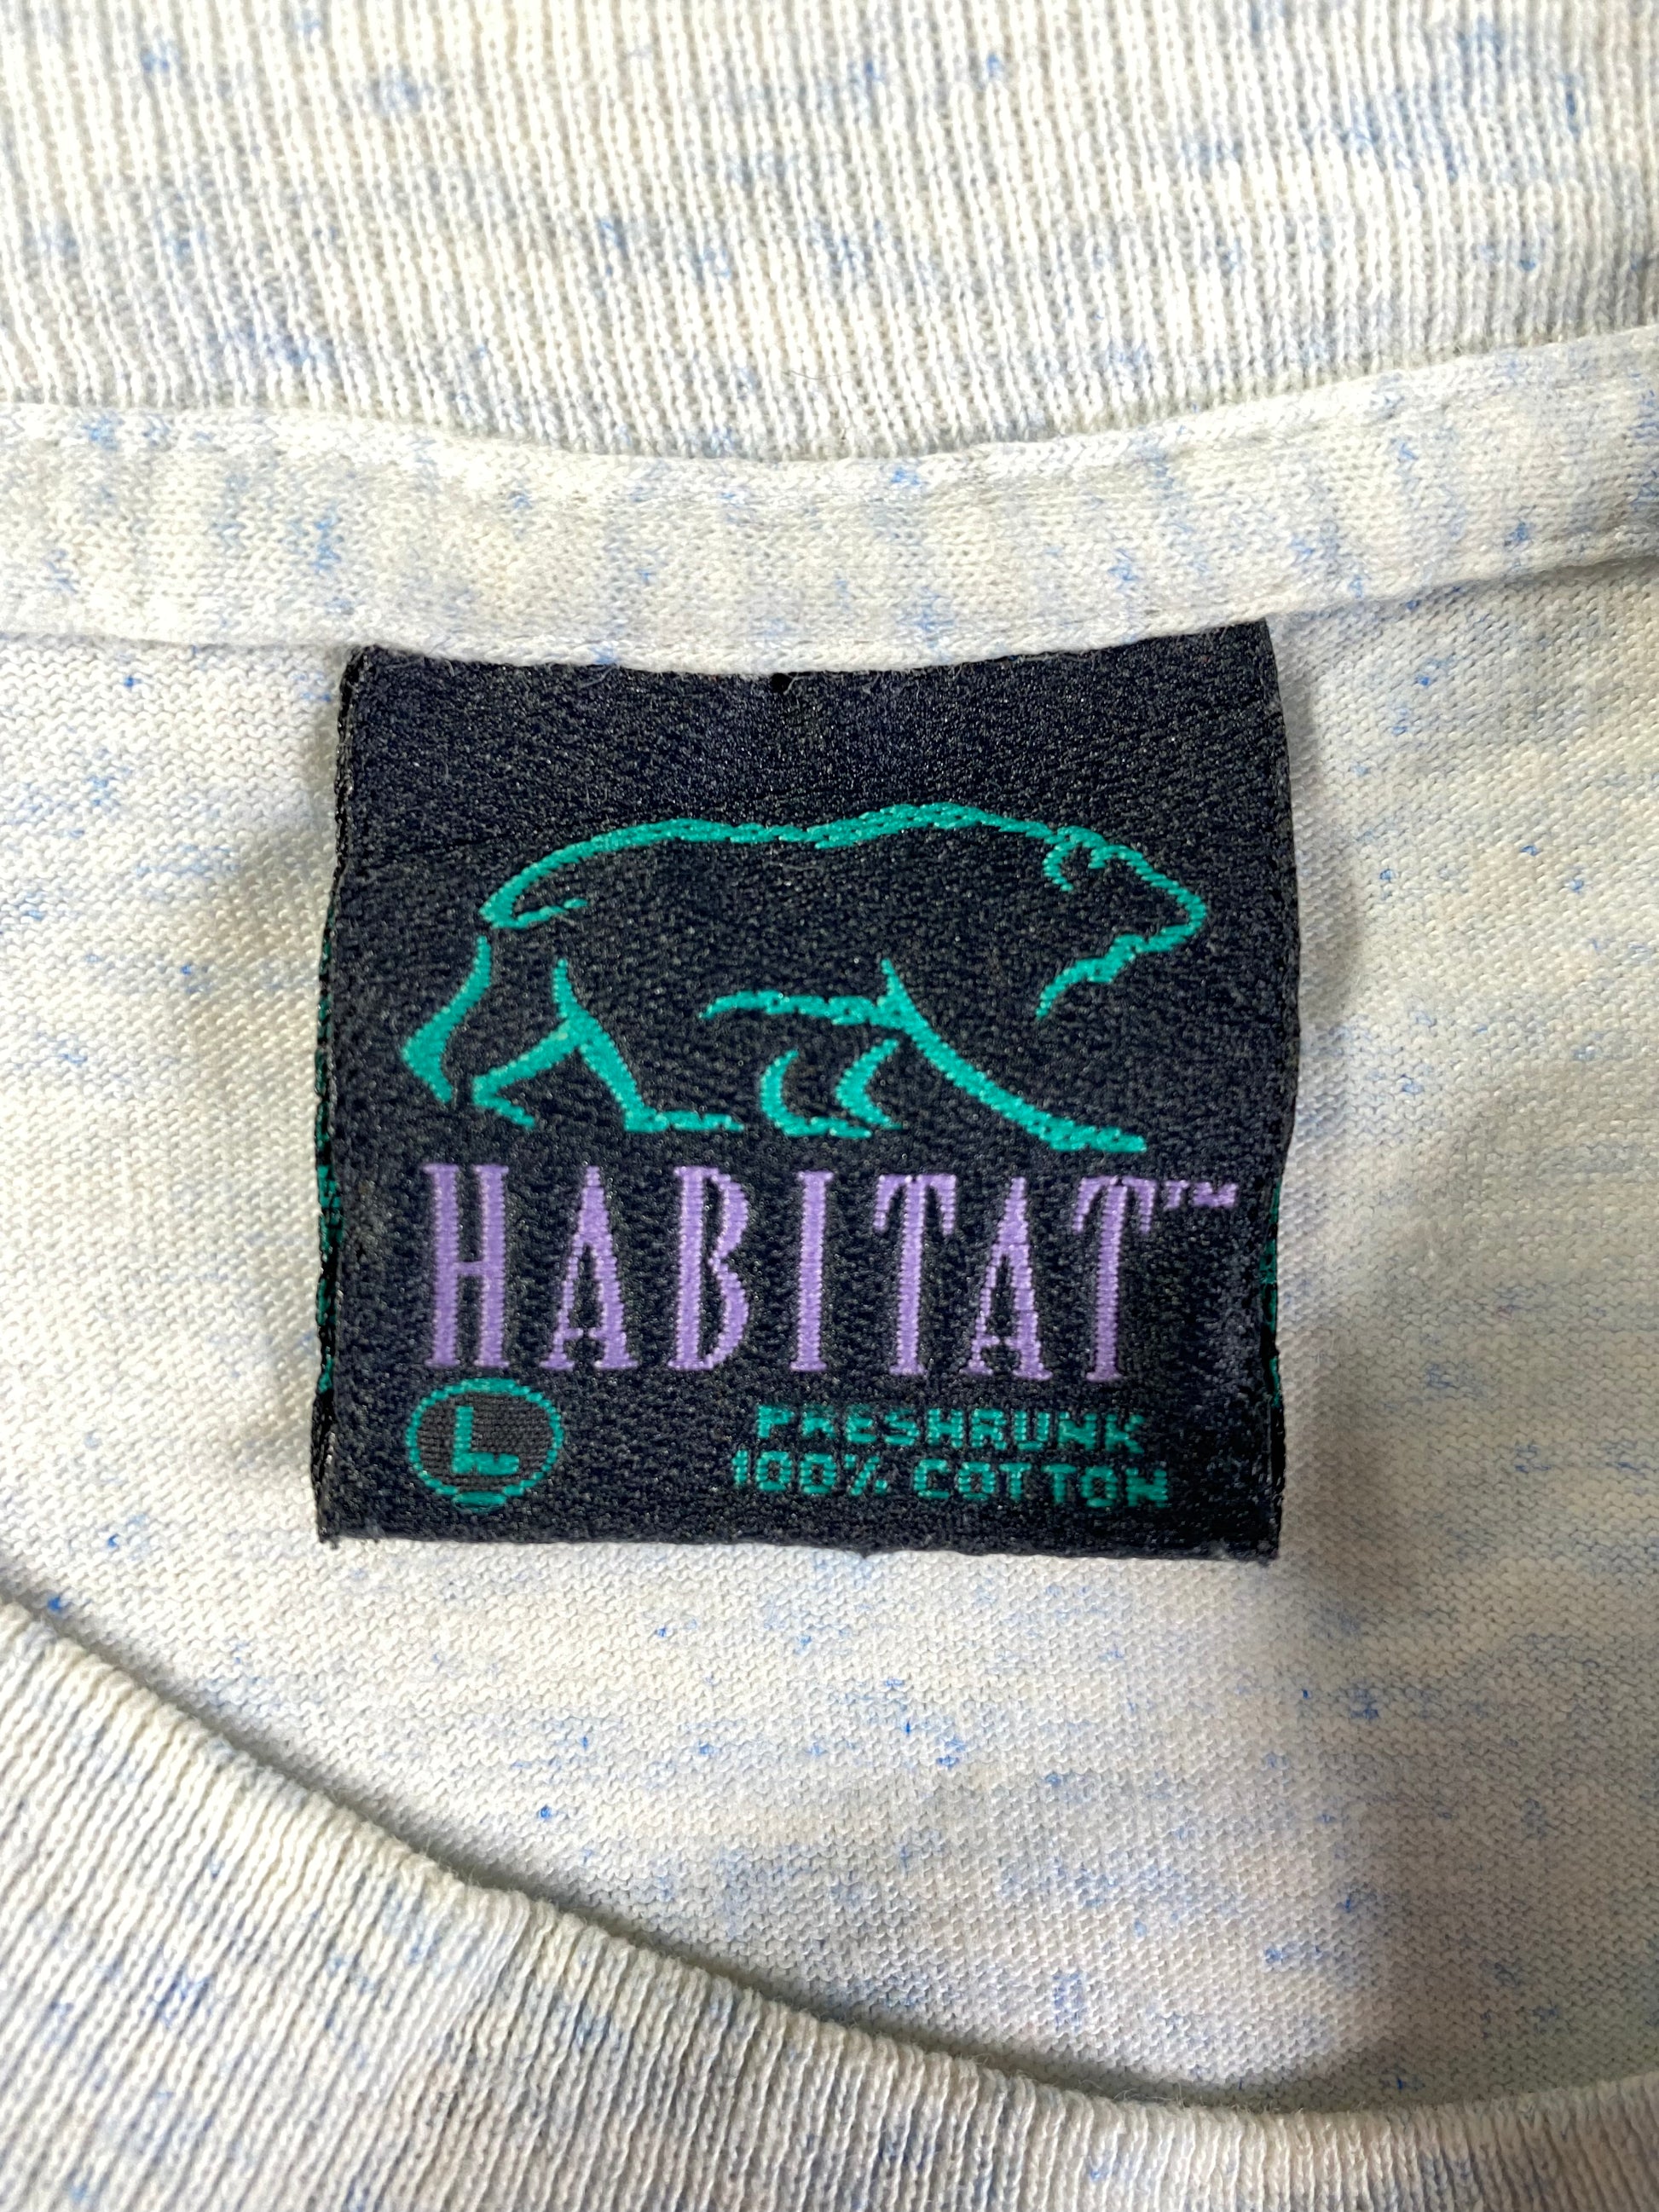 HABITAT™
L
PRESHRUNK
100% COTTON